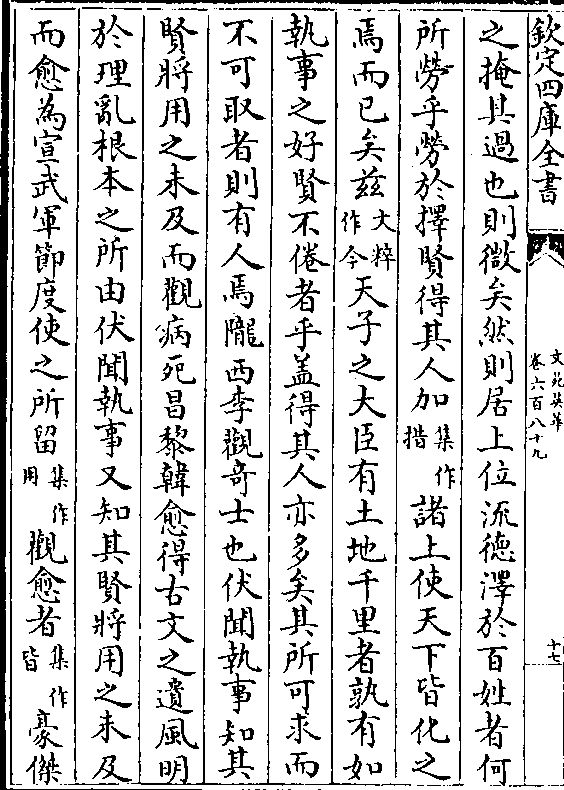 欽定四庫全書
文苑英華
卷六百八十九
十七
之掩其過也則微矣然則居上位流德澤於百姓者何
所勞乎勞於擇賢得其人加集作措諸上使天下皆化之
焉而已矣茲文粹作今天子之大臣有土地千里者孰有如
執事之好賢不倦者乎盖得其人亦多矣其所可求而
不可取者則有人焉隴西李觀奇士也伏聞執事知其
賢將用之未及而觀病死昌黎韓愈得古文之遺風明
於理亂根本之所由伏聞執事又知其賢將用之未及
而愈為宣武軍節度使之所留集作用觀愈者集作皆豪傑